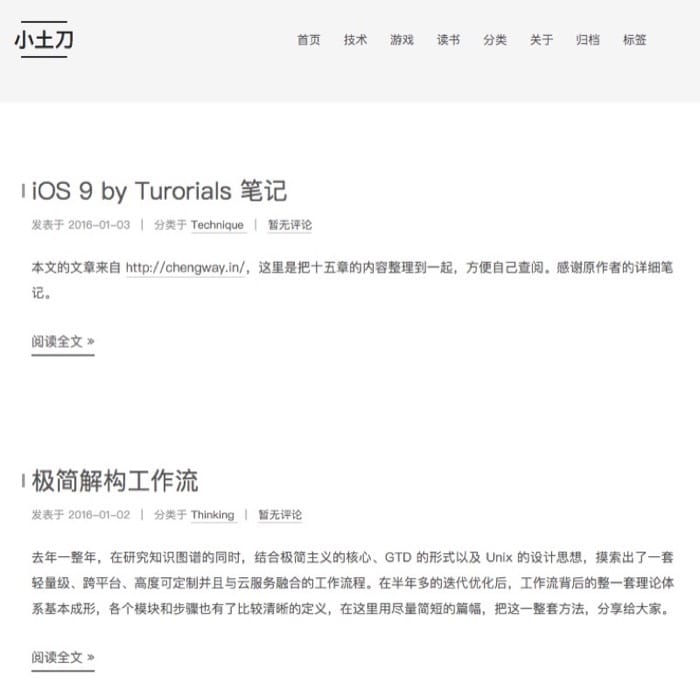 小土刀
首页 技术 游戏 读书 分类 关于 归档 标签
iOS 9 by Turorials 笔记
发表于 2016-01-03 | 分类于 Technique | 暂无评论
本文的文章来自 http://chengway.in/，这里是把十五章的内容整理到一起，方便自己查阅。感谢原作者的详细笔
记。
阅读全文 »
极简解构工作流
发表于 2016-01-02 | 分类于 Thinking | 暂无评论
去年一整年，在研究知识图谱的同时，结合极简主义的核心、GTD 的形式以及 Unix 的设计思想，摸索出了一套
轻量级、跨平台、高度可定制并且与云服务融合的工作流程。在半年多的迭代优化后，工作流背后的整一套理论体
系基本成形，各个模块和步骤也有了比较清晰的定义，在这里用尽量简短的篇幅，把这一整套方法，分享给大家。
阅读全文 »